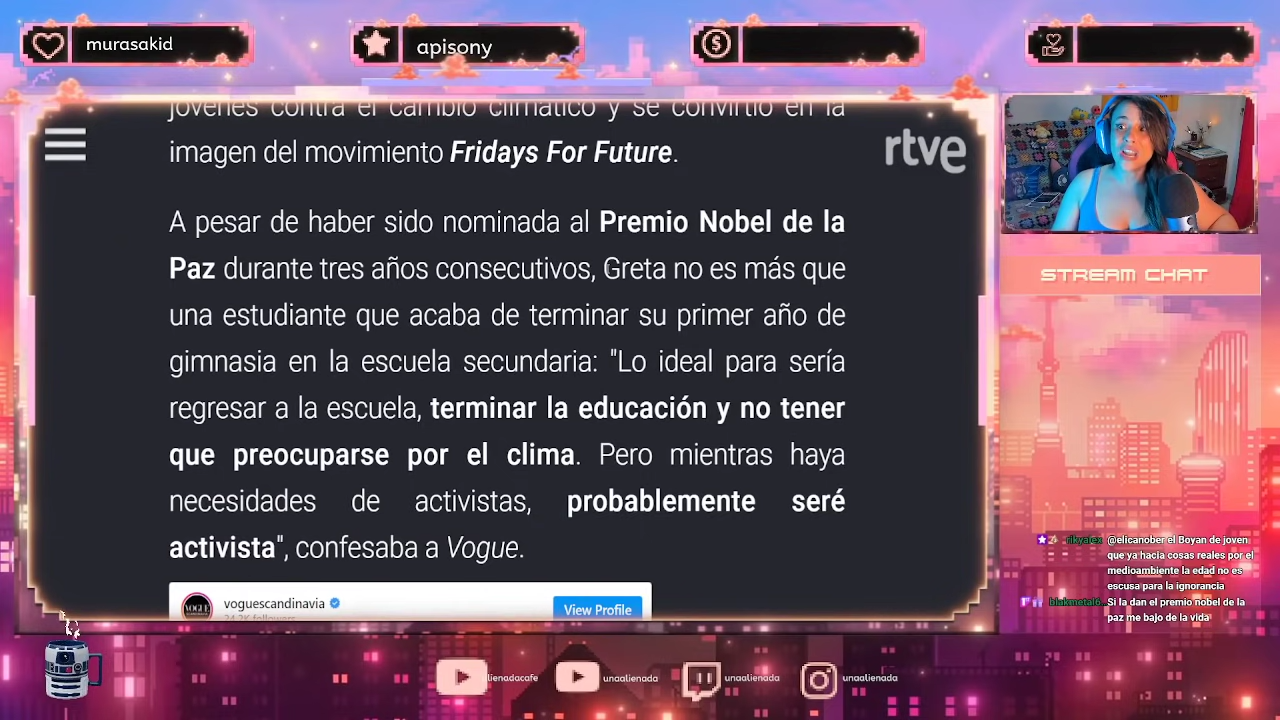 murasakid
apisony
jóvenes contra el cambio climático y se convirtió en la
imagen del movimiento Fridays For Future.
rtve
A pesar de haber sido nominada al Premio Nobel de la
Paz durante tres años consecutivos, Greta no es más que
una estudiante que acaba de terminar su primer año de
gimnasia en la escuela secundaria: "Lo ideal para sería
regresar a la escuela, terminar la educación y no tener
que preocuparse por el clima. Pero mientras haya
necesidades de activistas, probablemente seré
activista", confesaba a Vogue.
VOGUE
voguescandinavia
View Profile
STREAM CHAT
rikyalex @elicanober el Boyan de joven
que ya hacía cosas reales por el
medioambiente la edad no es
escusa para la ignorancia
blakmetal6.. Si la dan el premio nobel de la
paz me bajo de la vida
alienadacafe
unaalienada
unaalienada
unaalienada